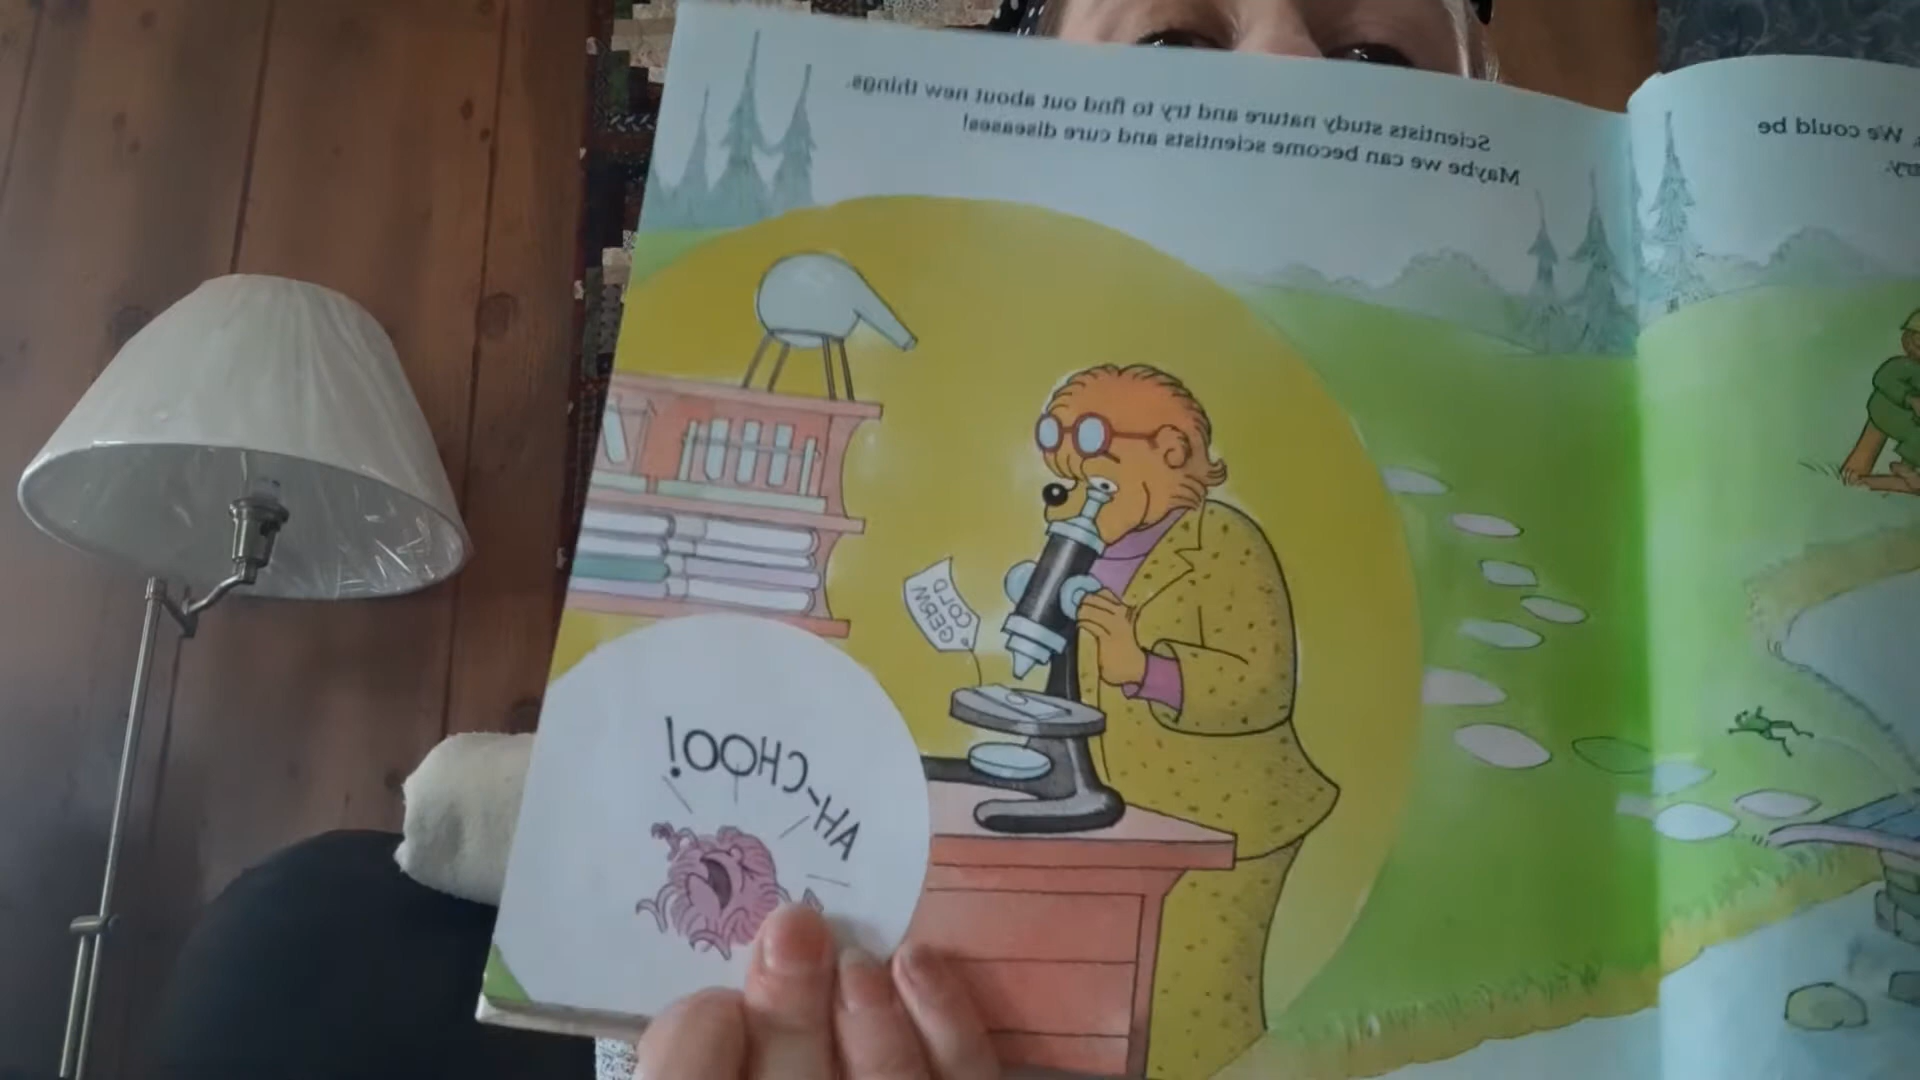 Scientists study nature and try to find out about new things.
Maybe we can become scientists and cure diseases!
We could be
COLD
GERM
AH-CHOO!